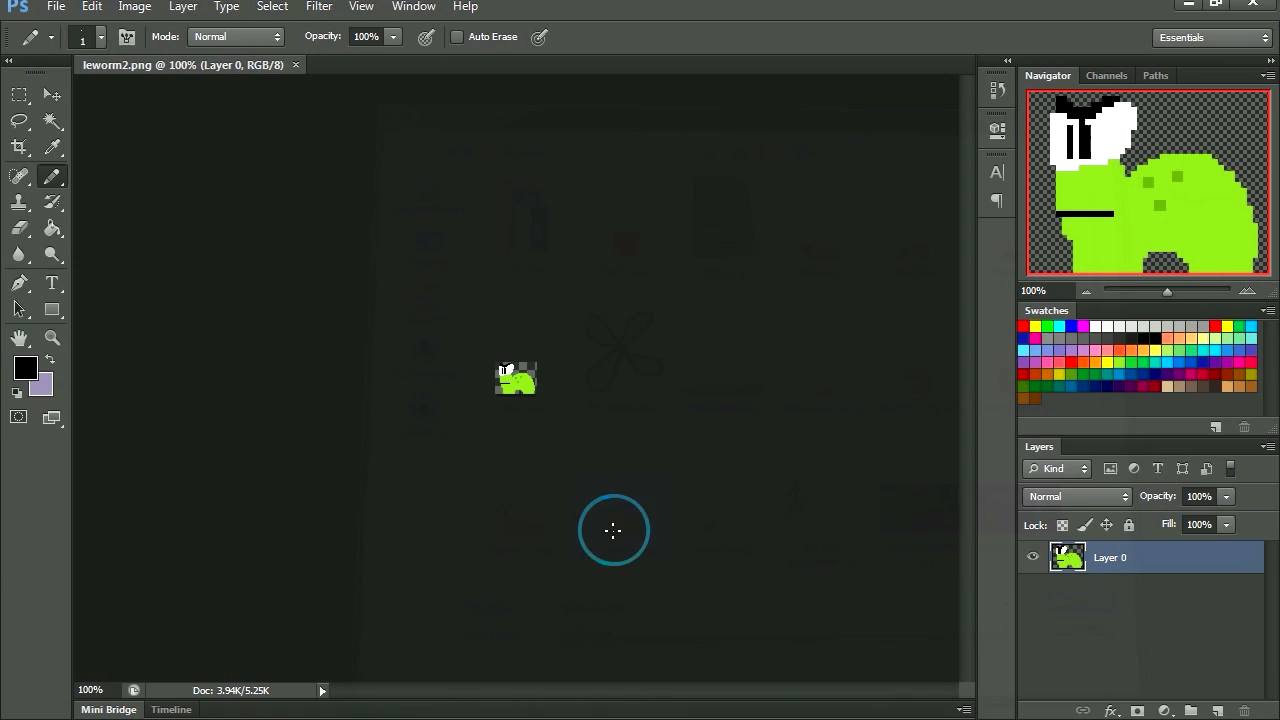 Ps File Edit Image Layer Type Select Filter View Window Help
1 Mode: Normal Opacity: 100% Auto Erase Essentials
leworm2.png @ 100% (Layer 0, RGB/8) ×
Navigator Channels Paths
100%
Swatches
Layers
Kind
Normal Opacity: 100%
Lock: Fill: 100%
Layer 0
100% Doc: 3.94K/5.25K
Mini Bridge Timeline